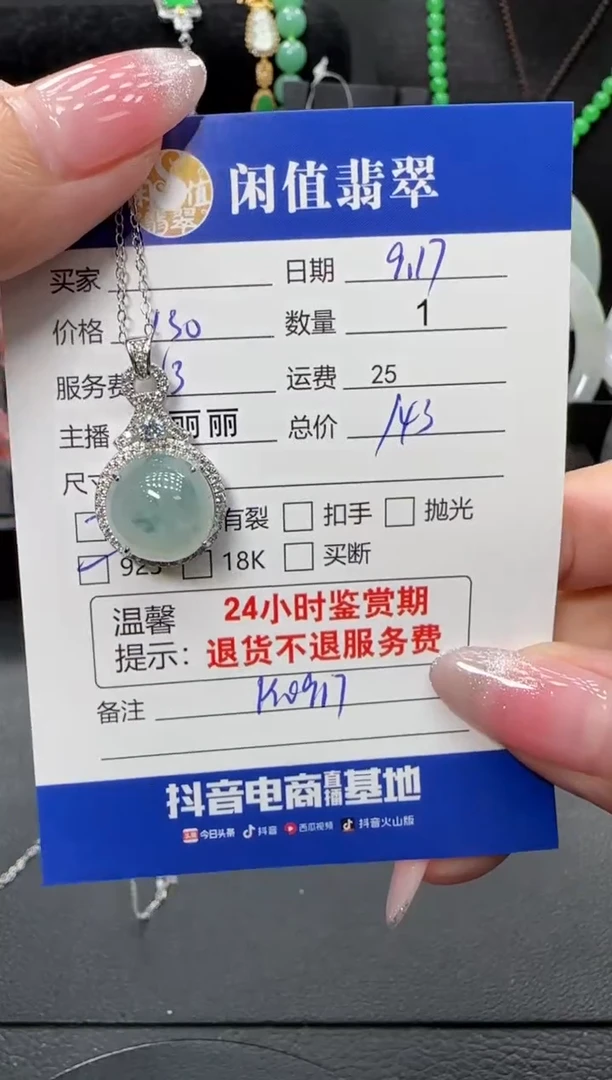 闲值翡翠
买家 日期 9.17
价格 130 数量 1
服务费 13 运费 25
主播 丽丽 总价 143
尺
有裂 扣手 抛光
925 18K 买断
温馨提示: 24小时鉴赏期
退货不退服务费
备注 K0917
抖音电商直播基地
今日头条 抖音 西瓜视频 抖音火山版